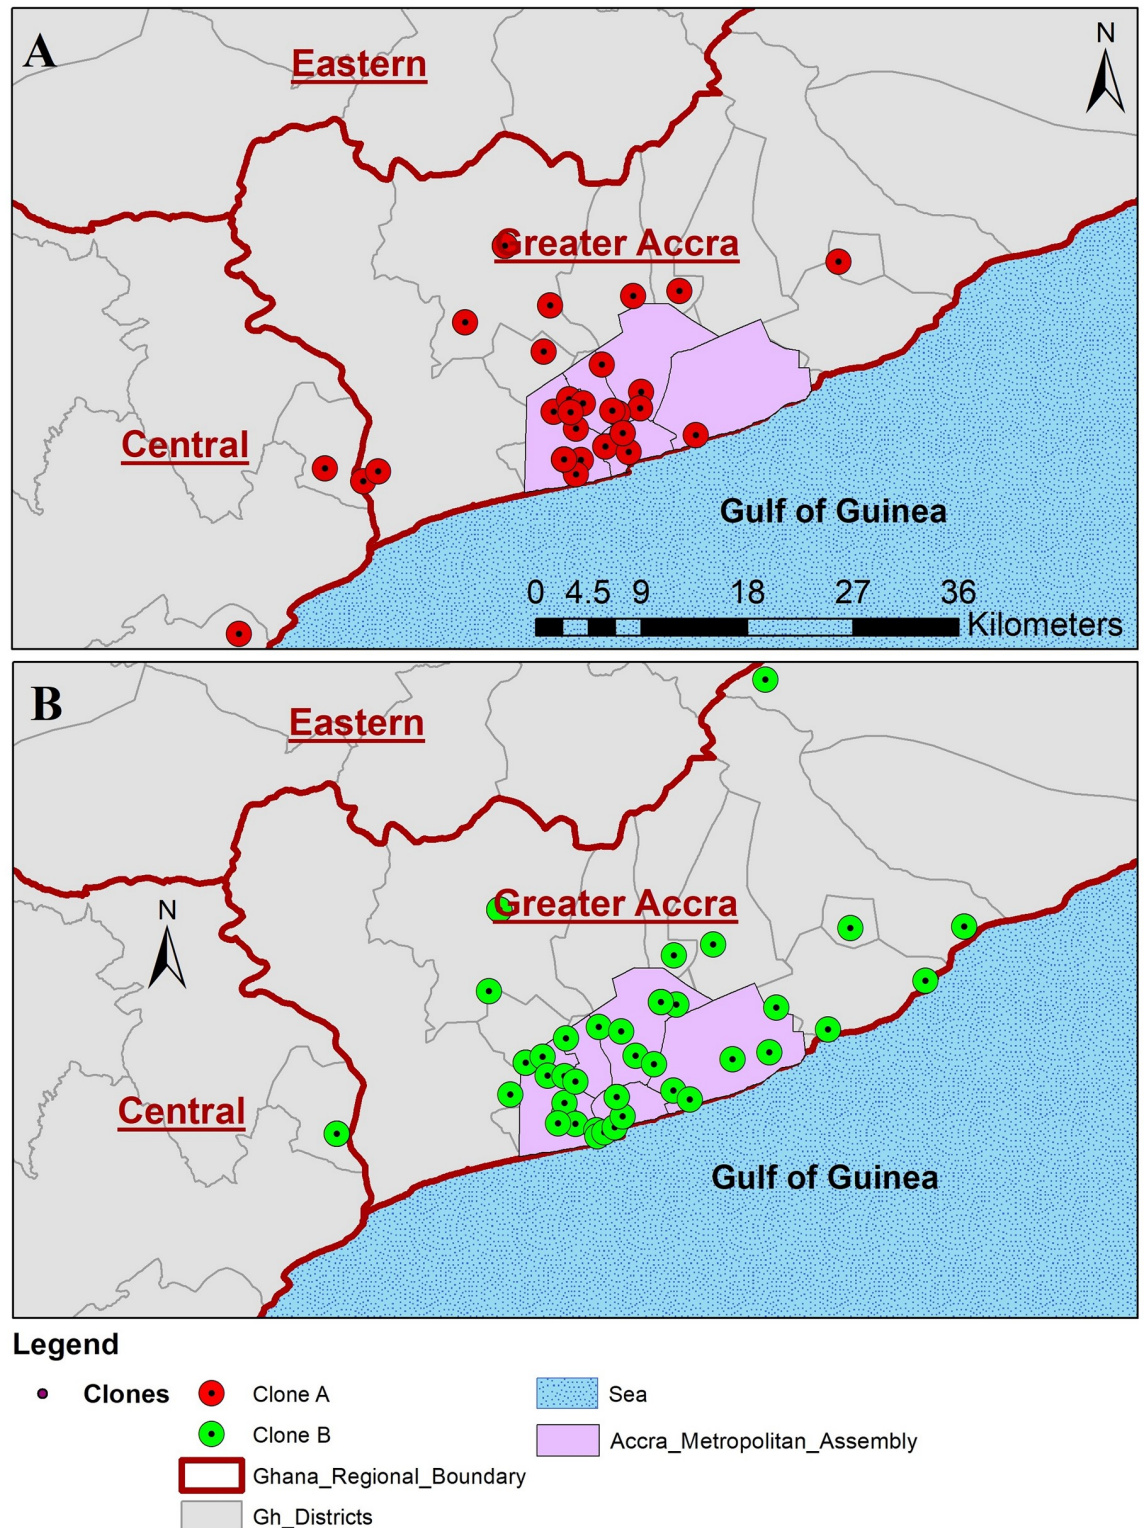 A
Eastern
N
Greater Accra
Central
Gulf of Guinea
0 4.5 9 18 27 36
Kilometers
B
Eastern
Greater Accra
N
Central
Gulf of Guinea
Legend
Clones
Clone A
Clone B
Ghana_Regional_Boundary
Gh_Districts
Sea
Accra_Metropolitan_Assembly